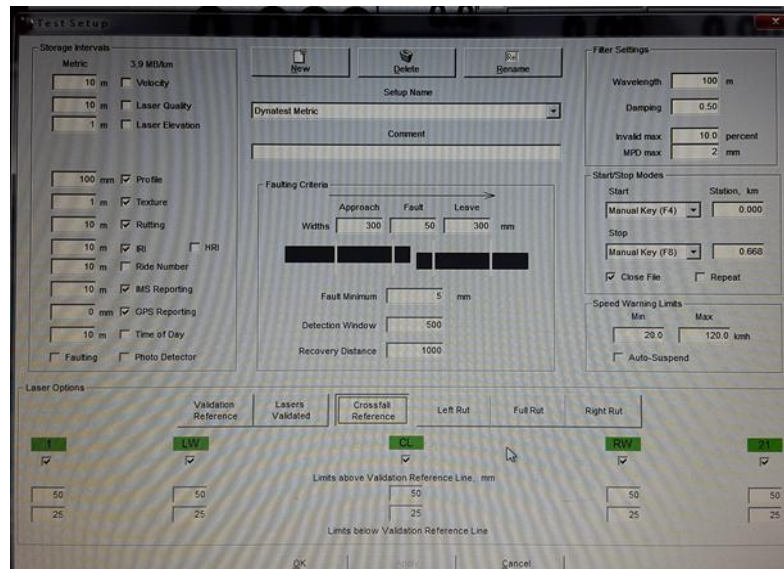 Test Setup
Storage Intervals
Metric 3,9 MB/km
10 m Velocity
10 m Laser Quality
1 m Laser Elevation
100 mm Profile
1 m Texture
10 m Rutting
10 m IRI HRI
10 m Ride Number
10 m IMS Reporting
0 mm GPS Reporting
10 m Time of Day
Faulting Photo Detector
New Delete Rename
Setup Name
Dynatest Metric
Comment
Faulting Criteria
Approach Fault Leave
Widths 300 50 300 mm
Fault Minimum 5 mm
Detection Window 500
Recovery Distance 1000
Filter Settings
Wavelength 100 m
Damping 0.50
Invalid max 10.0 percent
MPD max 2 mm
Start/Stop Modes
Start Station, km
Manual Key (F4) 0.000
Stop
Manual Key (F8) 0.668
Close File Repeat
Speed Warning Limits
Min Max
20.0 120.0 kmh
Auto-Suspend
Laser Options
Validation Reference
Lasers Validated
Crossfall Reference
Left Rut
Full Rut
Right Rut
1 LW CL RW 21
Limits above Validation Reference Line, mm
50 50 50 50 50
25 25 25 25 25
Limits below Validation Reference Line
OK Apply Cancel